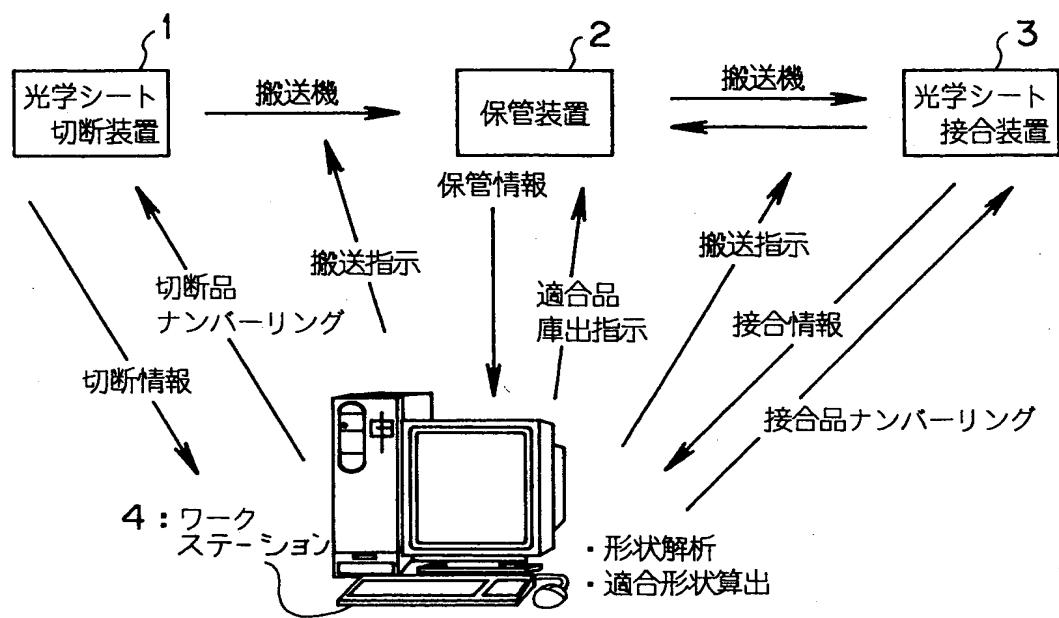 1
2
3
光学シート
切断装置
搬送機
保管装置
搬送機
光学シート
接合装置
保管情報
搬送指示
搬送指示
切断品
ナンバーリング
適合品
庫出指示
接合情報
切断情報
接合品ナンバーリング
4：ワーク
ステーション
・形状解析
・適合形状算出